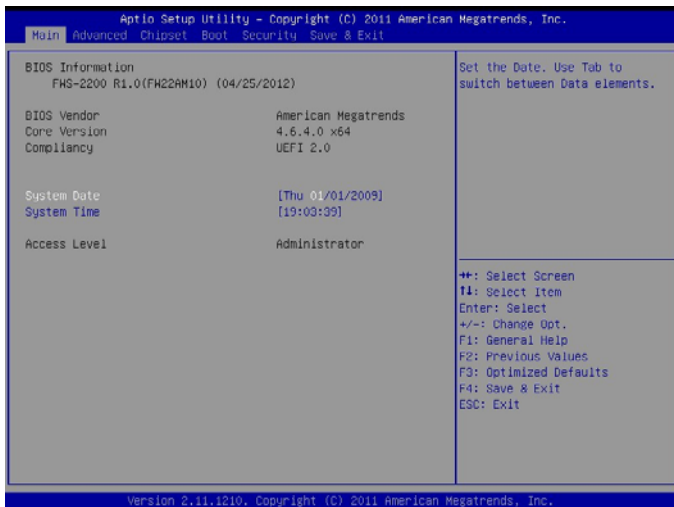 Aptio Setup Utility – Copyright (C) 2011 American Megatrends, Inc.
Main Advanced Chipset Boot Security Save & Exit
BIOS Information
FWS-2200 R1.0(FW22AM10) (04/25/2012)
BIOS Vendor American Megatrends
Core Version 4.6.4.0 x64
Compliancy UEFI 2.0
System Date [Thu 01/01/2009]
System Time [19:03:39]
Access Level Administrator
Set the Date. Use Tab to
switch between Data elements.
→←: Select Screen
↑↓: Select Item
Enter: Select
+/-: Change Opt.
F1: General Help
F2: Previous Values
F3: Optimized Defaults
F4: Save & Exit
ESC: Exit
Version 2.11.1210. Copyright (C) 2011 American Megatrends, Inc.